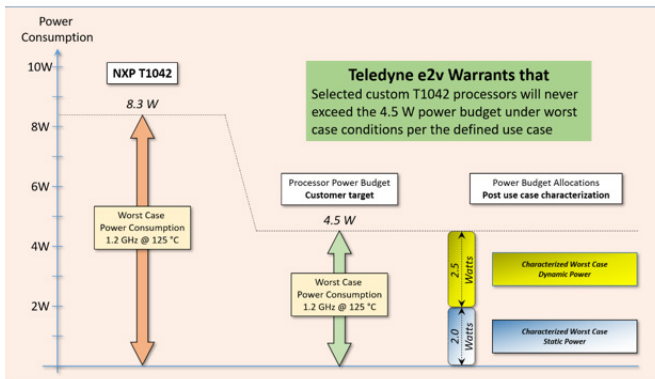 Power
Consumption
10W
8W
6W
4W
2W
NXP T1042
8.3 W
Worst Case
Power Consumption
1.2 GHz @ 125 °C
Teledyne e2v Warrants that
Selected custom T1042 processors will never
exceed the 4.5 W power budget under worst
case conditions per the defined use case
Processor Power Budget
Customer target
4.5 W
Worst Case
Power Consumption
1.2 GHz @ 125 °C
Power Budget Allocations
Post use case characterization
2.5
Watts
Characterized Worst Case
Dynamic Power
2.0
Watts
Characterized Worst Case
Static Power